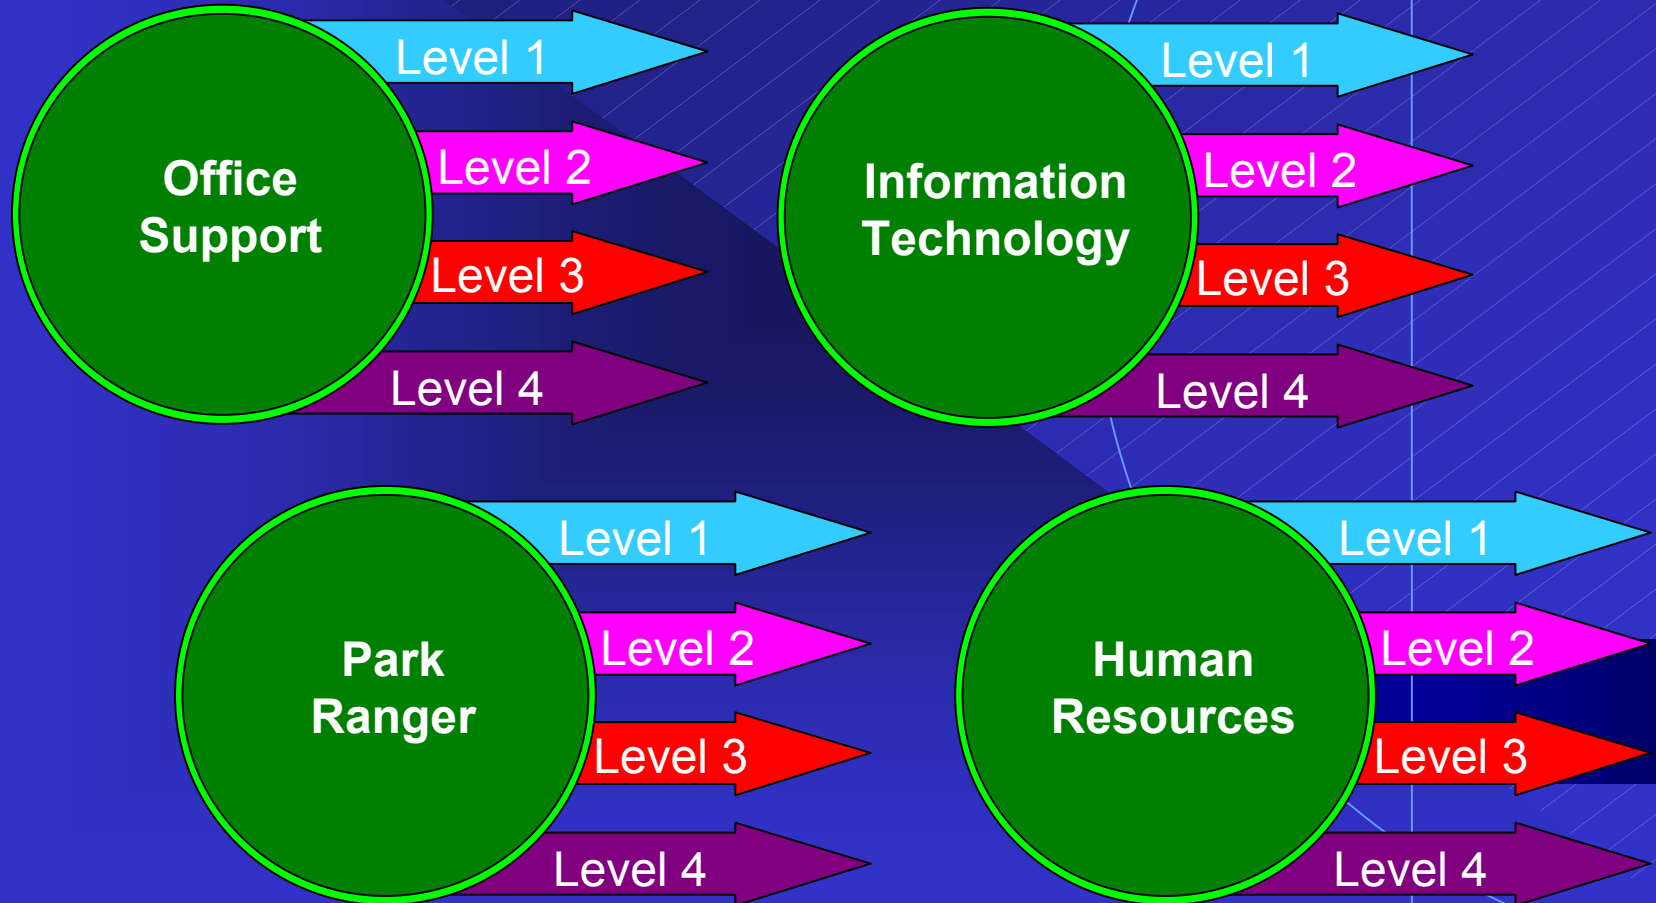 Office
Support
Level 1
Level 2
Level 3
Level 4
Information
Technology
Level 1
Level 2
Level 3
Level 4
Park
Ranger
Level 1
Level 2
Level 3
Level 4
Human
Resources
Level 1
Level 2
Level 3
Level 4